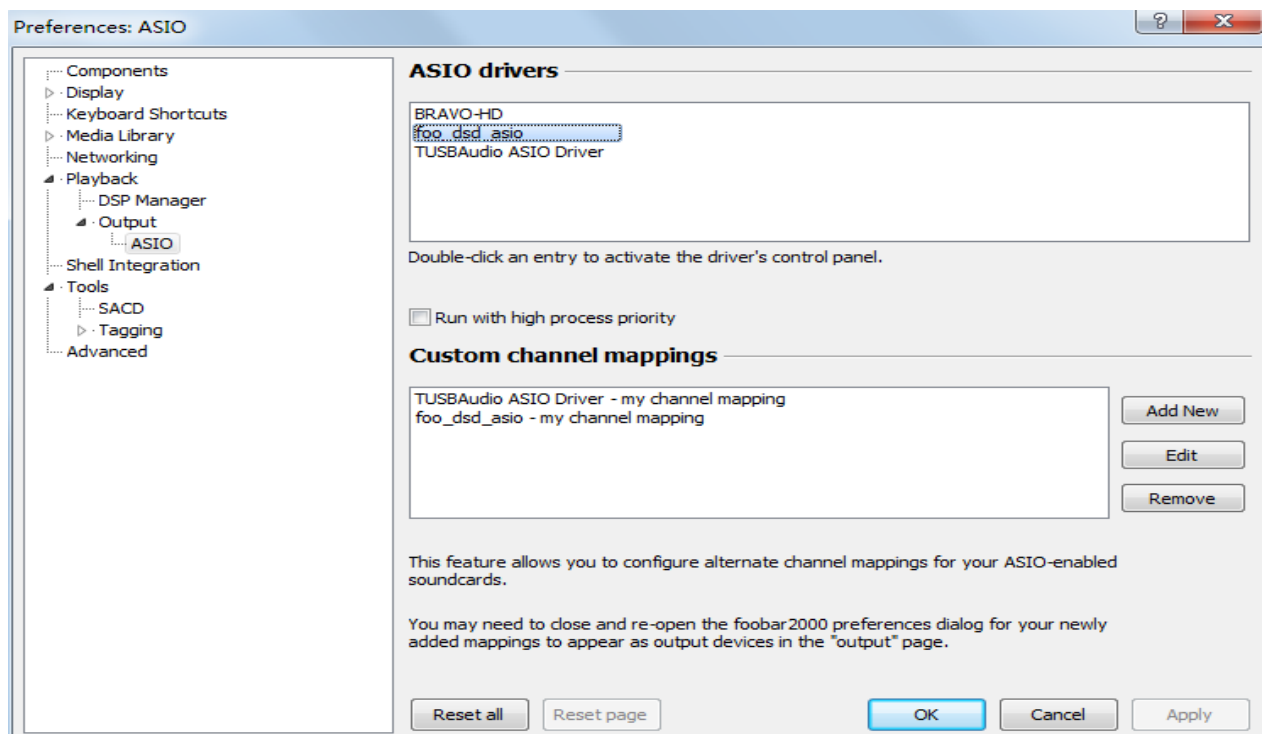 Preferences: ASIO
Components
Display
Keyboard Shortcuts
Media Library
Networking
Playback
DSP Manager
Output
ASIO
Shell Integration
Tools
SACD
Tagging
Advanced
ASIO drivers
BRAVO-HD
foo_dsd_asio
TUSBAudio ASIO Driver
Double-click an entry to activate the driver's control panel.
Run with high process priority
Custom channel mappings
TUSBAudio ASIO Driver - my channel mapping
foo_dsd_asio - my channel mapping
Add New
Edit
Remove
This feature allows you to configure alternate channel mappings for your ASIO-enabled
soundcards.
You may need to close and re-open the foobar2000 preferences dialog for your newly
added mappings to appear as output devices in the "output" page.
Reset all
Reset page
OK
Cancel
Apply